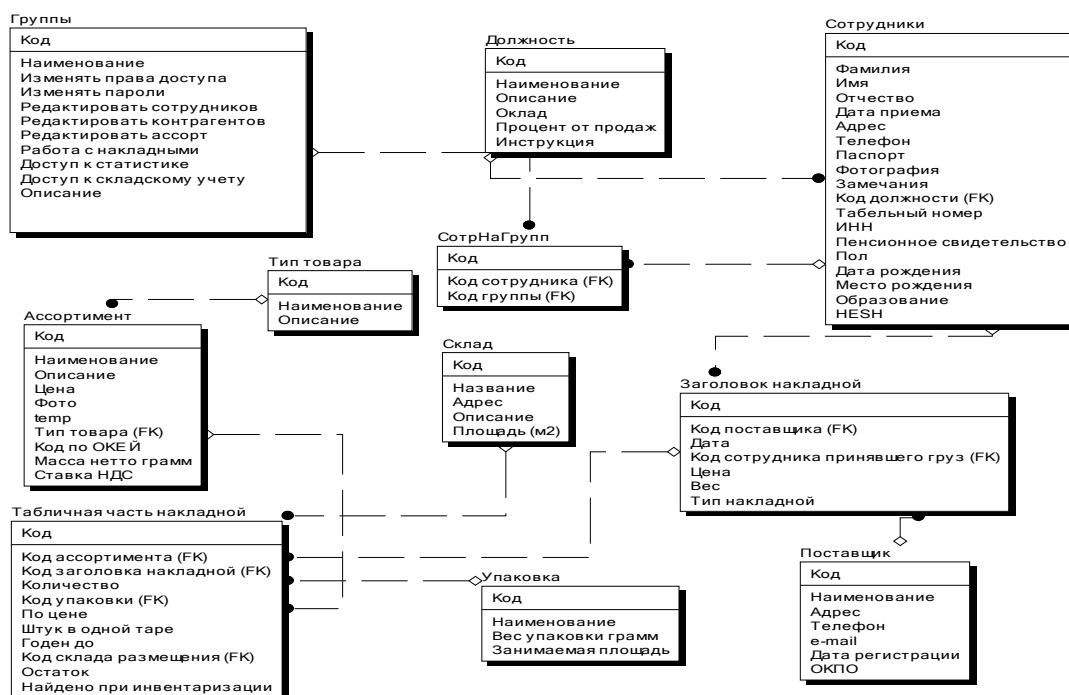 Группы
Код
Наименование
Изменять права доступа
Изменять пароли
Редактировать сотрудников
Редактировать контрагентов
Редактировать ассорт
Работа с накладными
Доступ к статистике
Доступ к складскому учету
Описание
Должность
Код
Наименование
Описание
Оклад
Процент от продаж
Инструкция
Сотрудники
Код
Фамилия
Имя
Отчество
Дата приема
Адрес
Телефон
Паспорт
Фотография
Замечания
Код должности (FK)
Табельный номер
ИНН
Пенсионное свидетельство
Пол
Дата рождения
Место рождения
Образование
HESH
СотрНаГрупп
Код
Код сотрудника (FK)
Код группы (FK)
Тип товара
Код
Наименование
Описание
Ассортимент
Код
Наименование
Описание
Цена
Фото
temp
Тип товара (FK)
Код по ОКЕЙ
Масса нетто грамм
Ставка НДС
Склад
Код
Название
Адрес
Описание
Площадь (м2)
Заголовок накладной
Код
Код поставщика (FK)
Дата
Код сотрудника принявшего груз (FK)
Цена
Вес
Тип накладной
Табличная часть накладной
Код
Код ассортимента (FK)
Код заголовка накладной (FK)
Количество
Код упаковки (FK)
По цене
Штук в одной таре
Годен до
Код склада размещения (FK)
Остаток
Найдено при инвентаризации
Упаковка
Код
Наименование
Вес упаковки грамм
Занимаемая площадь
Поставщик
Код
Наименование
Адрес
Телефон
e-mail
Дата регистрации
ОКПО